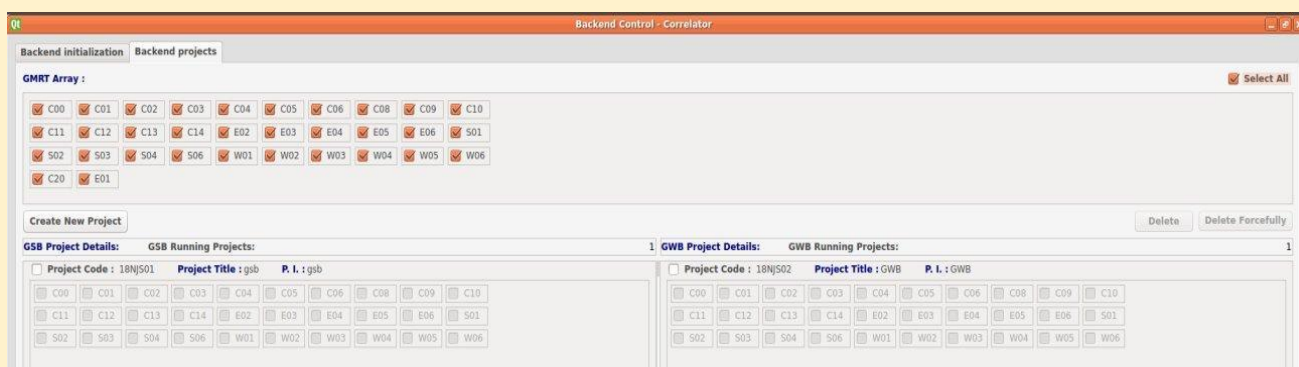 Qt Backend Control - Correlator
Backend initialization Backend projects
GMRT Array : Select All
C00 C01 C02 C03 C04 C05 C06 C08 C09 C10
C11 C12 C13 C14 E02 E03 E04 E05 E06 S01
S02 S03 S04 S06 W01 W02 W03 W04 W05 W06
C20 E01
Create New Project Delete Delete Forcefully
GSB Project Details: GSB Running Projects: 1 GWB Project Details: GWB Running Projects: 1
Project Code : 18NJS01 Project Title : gsb P. I. : gsb Project Code : 18NJS02 Project Title : GWB P. I. : GWB
C00 C01 C02 C03 C04 C05 C06 C08 C09 C10 C00 C01 C02 C03 C04 C05 C06 C08 C09 C10
C11 C12 C13 C14 E02 E03 E04 E05 E06 S01 C11 C12 C13 C14 E02 E03 E04 E05 E06 S01
S02 S03 S04 S06 W01 W02 W03 W04 W05 W06 S02 S03 S04 S06 W01 W02 W03 W04 W05 W06